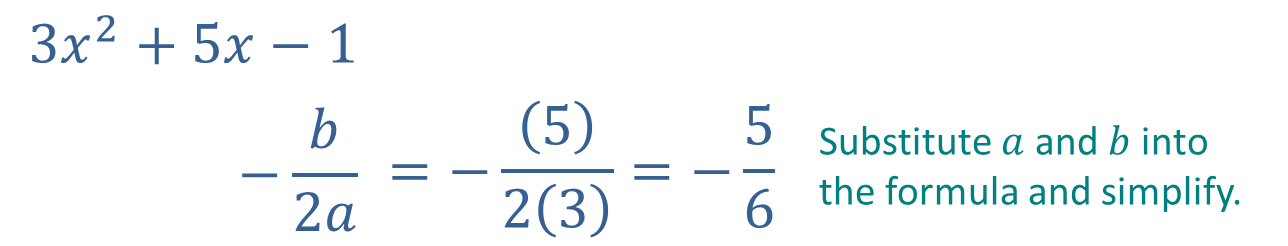 3x² + 5x − 1
−b/2a = −(5)/2(3) = −5/6
Substitute a and b into
the formula and simplify.